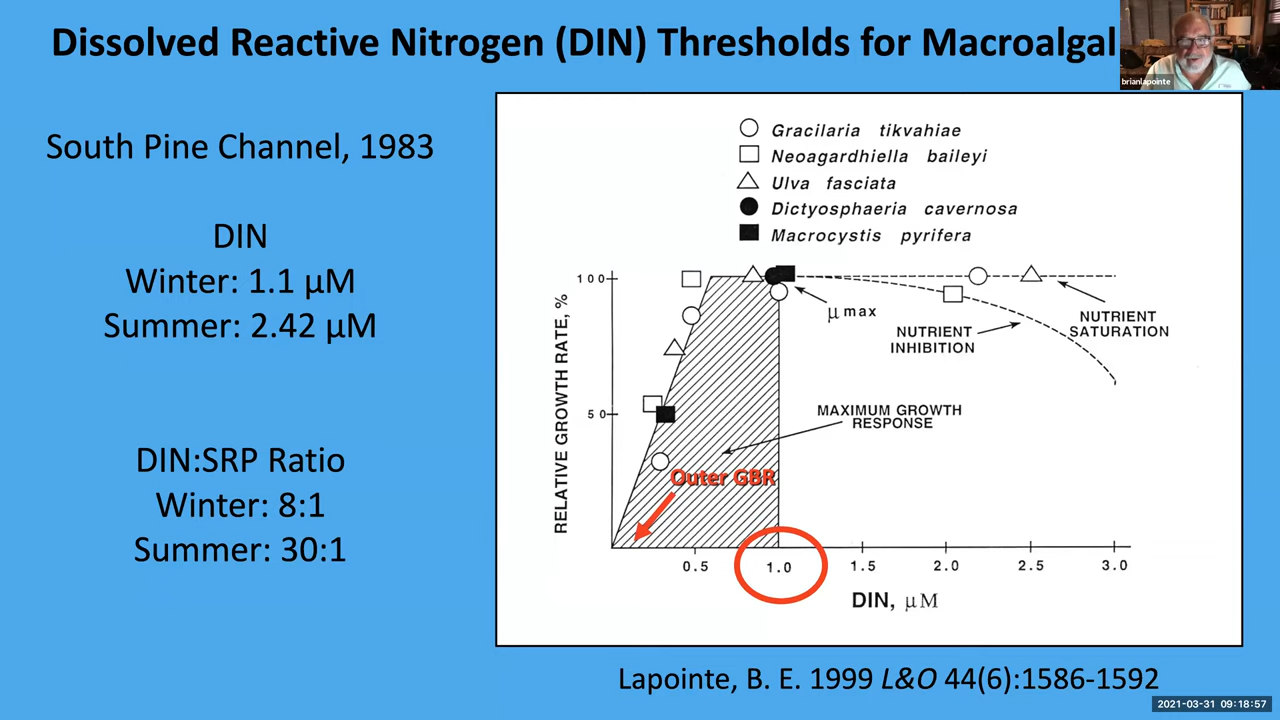 Dissolved Reactive Nitrogen (DIN) Thresholds for Macroalgal
brianlapointe
South Pine Channel, 1983
DIN
Winter: 1.1 µM
Summer: 2.42 µM
DIN:SRP Ratio
Winter: 8:1
Summer: 30:1
Gracilaria tikvahiae
Neoagardhiella baileyi
Ulva fasciata
Dictyosphaeria cavernosa
Macrocystis pyrifera
RELATIVE GROWTH RATE, %
100
50
µ max
NUTRIENT
INHIBITION
NUTRIENT
SATURATION
MAXIMUM GROWTH
RESPONSE
Outer GBR
0.5 1.0 1.5 2.0 2.5 3.0
DIN, µM
Lapointe, B. E. 1999 L&O 44(6):1586-1592
2021-03-31 09:18:57